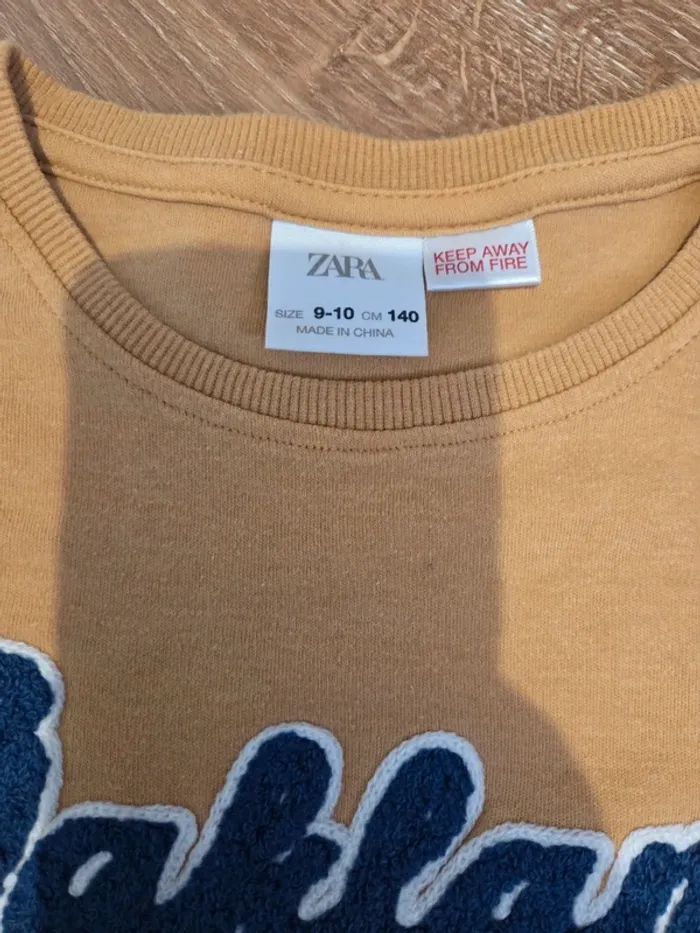 ZARA
SIZE 9-10 CM 140
MADE IN CHINA
KEEP AWAY
FROM FIRE